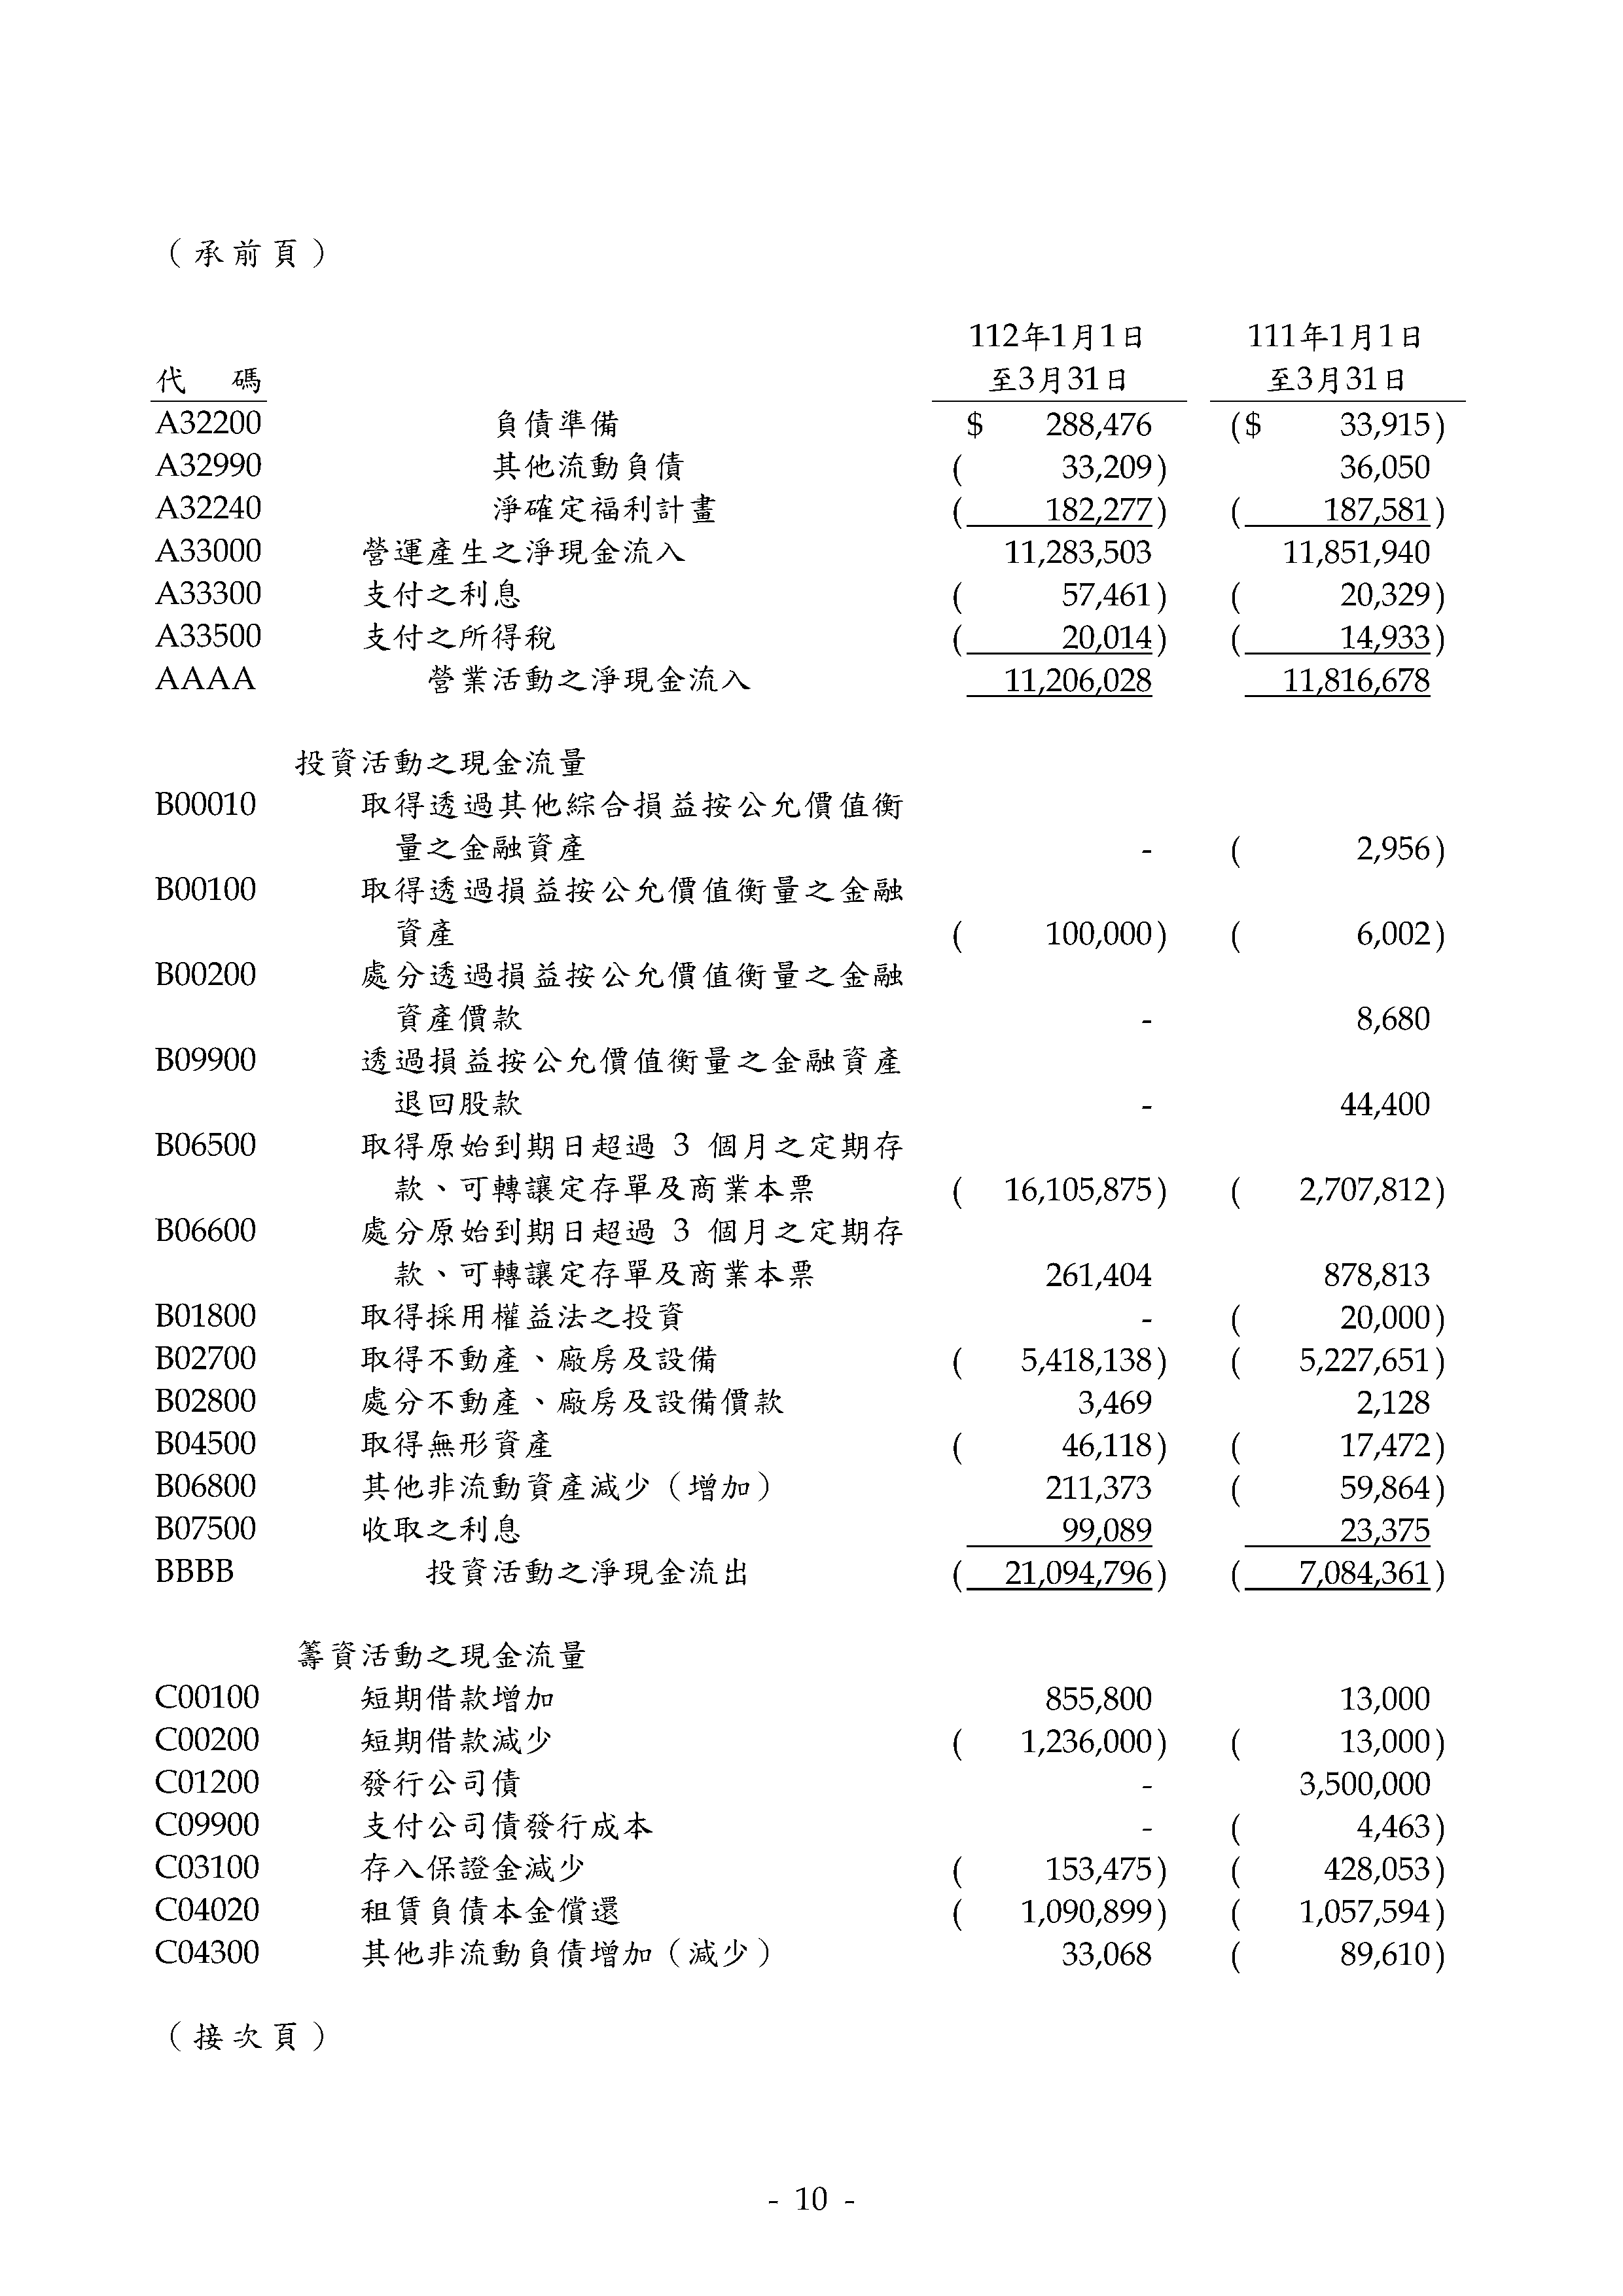 （承前頁）
112年1月1日 111年1月1日
代 碼 至3月31日 至3月31日
A32200 負債準備 $ 288,476 ($ 33,915)
A32990 其他流動負債 ( 33,209) 36,050
A32240 淨確定福利計畫 ( 182,277) ( 187,581)
A33000 營運產生之淨現金流入 11,283,503 11,851,940
A33300 支付之利息 ( 57,461) ( 20,329)
A33500 支付之所得稅 ( 20,014) ( 14,933)
AAAA 營業活動之淨現金流入 11,206,028 11,816,678
投資活動之現金流量
B00010 取得透過其他綜合損益按公允價值衡
量之金融資產 - ( 2,956)
B00100 取得透過損益按公允價值衡量之金融
資產 ( 100,000) ( 6,002)
B00200 處分透過損益按公允價值衡量之金融
資產價款 - 8,680
B09900 透過損益按公允價值衡量之金融資產
退回股款 - 44,400
B06500 取得原始到期日超過 3 個月之定期存
款、可轉讓定存單及商業本票 ( 16,105,875) ( 2,707,812)
B06600 處分原始到期日超過 3 個月之定期存
款、可轉讓定存單及商業本票 261,404 878,813
B01800 取得採用權益法之投資 - ( 20,000)
B02700 取得不動產、廠房及設備 ( 5,418,138) ( 5,227,651)
B02800 處分不動產、廠房及設備價款 3,469 2,128
B04500 取得無形資產 ( 46,118) ( 17,472)
B06800 其他非流動資產減少（增加） 211,373 ( 59,864)
B07500 收取之利息 99,089 23,375
BBBB 投資活動之淨現金流出 ( 21,094,796) ( 7,084,361)
籌資活動之現金流量
C00100 短期借款增加 855,800 13,000
C00200 短期借款減少 ( 1,236,000) ( 13,000)
C01200 發行公司債 - 3,500,000
C09900 支付公司債發行成本 - ( 4,463)
C03100 存入保證金減少 ( 153,475) ( 428,053)
C04020 租賃負債本金償還 ( 1,090,899) ( 1,057,594)
C04300 其他非流動負債增加（減少） 33,068 ( 89,610)
（接次頁）
- 10 -